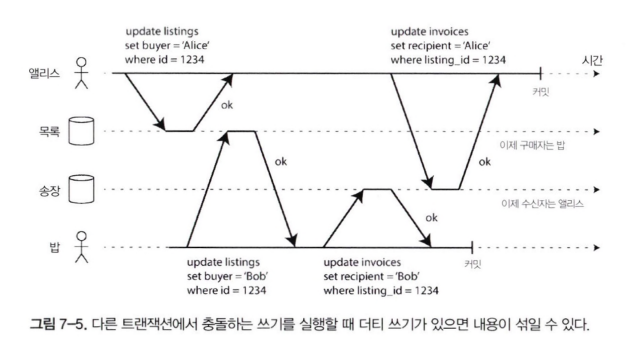 update listings
set buyer = 'Alice'
where id = 1234
update invoices
set recipient = 'Alice'
where listing_id = 1234
시간
앨리스
커밋
ok
목록
이제 구매자는 밥
ok
ok
송장
이제 수신자는 앨리스
ok
밥
커밋
update listings
set buyer = 'Bob'
where id = 1234
update invoices
set recipient = 'Bob'
where listing_id = 1234
그림 7-5. 다른 트랜잭션에서 충돌하는 쓰기를 실행할 때 더티 쓰기가 있으면 내용이 섞일 수 있다.